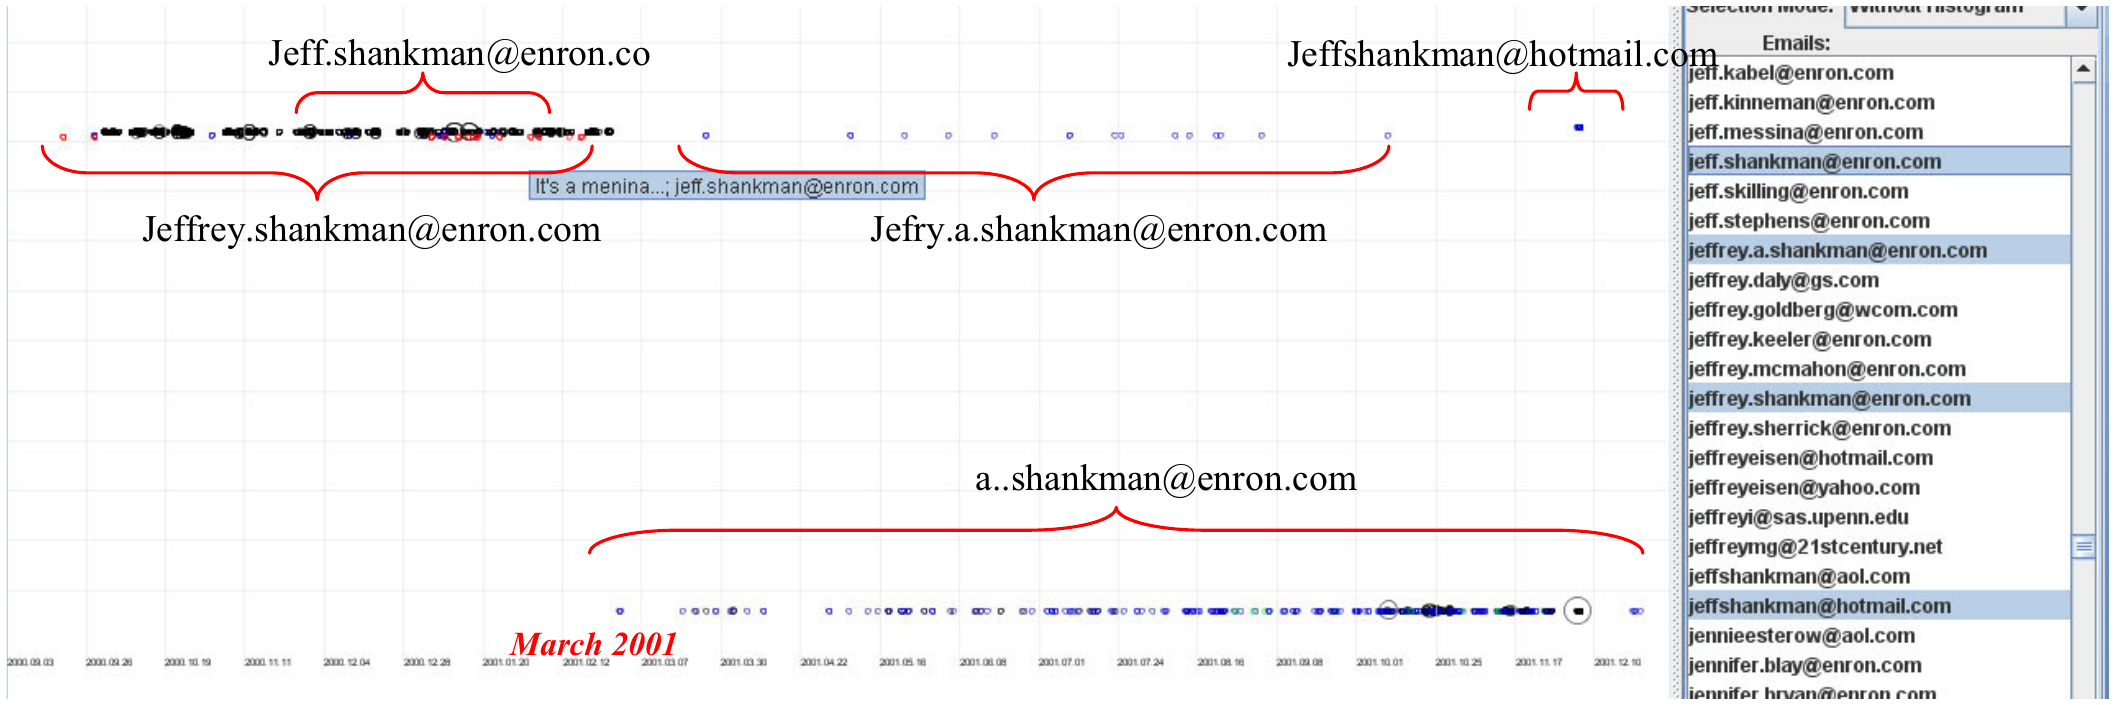 Selection Mode: Without Histogram
Emails:
Jeff.shankman@enron.co
Jeffshankman@hotmail.com
It's a menina...; jeff.shankman@enron.com
Jeffrey.shankman@enron.com
Jefry.a.shankman@enron.com
a..shankman@enron.com
March 2001
2000.09.03 2000.09.26 2000.10.19 2000.11.11 2000.12.04 2000.12.28 2001.01.20 2001.02.12 2001.03.07 2001.03.30 2001.04.22 2001.05.16 2001.06.08 2001.07.01 2001.07.24 2001.08.16 2001.09.08 2001.10.01 2001.10.25 2001.11.17 2001.12.10
jeff.kabel@enron.com
jeff.kinneman@enron.com
jeff.messina@enron.com
jeff.shankman@enron.com
jeff.skilling@enron.com
jeff.stephens@enron.com
jeffrey.a.shankman@enron.com
jeffrey.daly@gs.com
jeffrey.goldberg@wcom.com
jeffrey.keeler@enron.com
jeffrey.mcmahon@enron.com
jeffrey.shankman@enron.com
jeffrey.sherrick@enron.com
jeffreyeisen@hotmail.com
jeffreyeisen@yahoo.com
jeffreyi@sas.upenn.edu
jeffreymg@21stcentury.net
jeffshankman@aol.com
jeffshankman@hotmail.com
jennieesterow@aol.com
jennifer.blay@enron.com
jennifer.bryan@enron.com